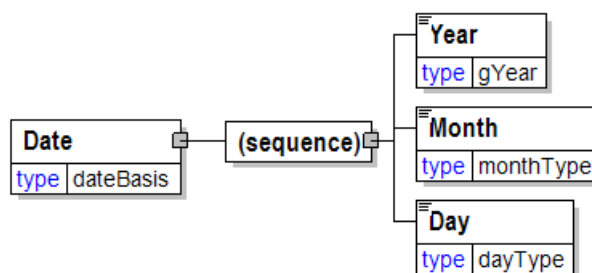 Date
type dateBasis
(sequence)
Year
type gYear
Month
type monthType
Day
type dayType